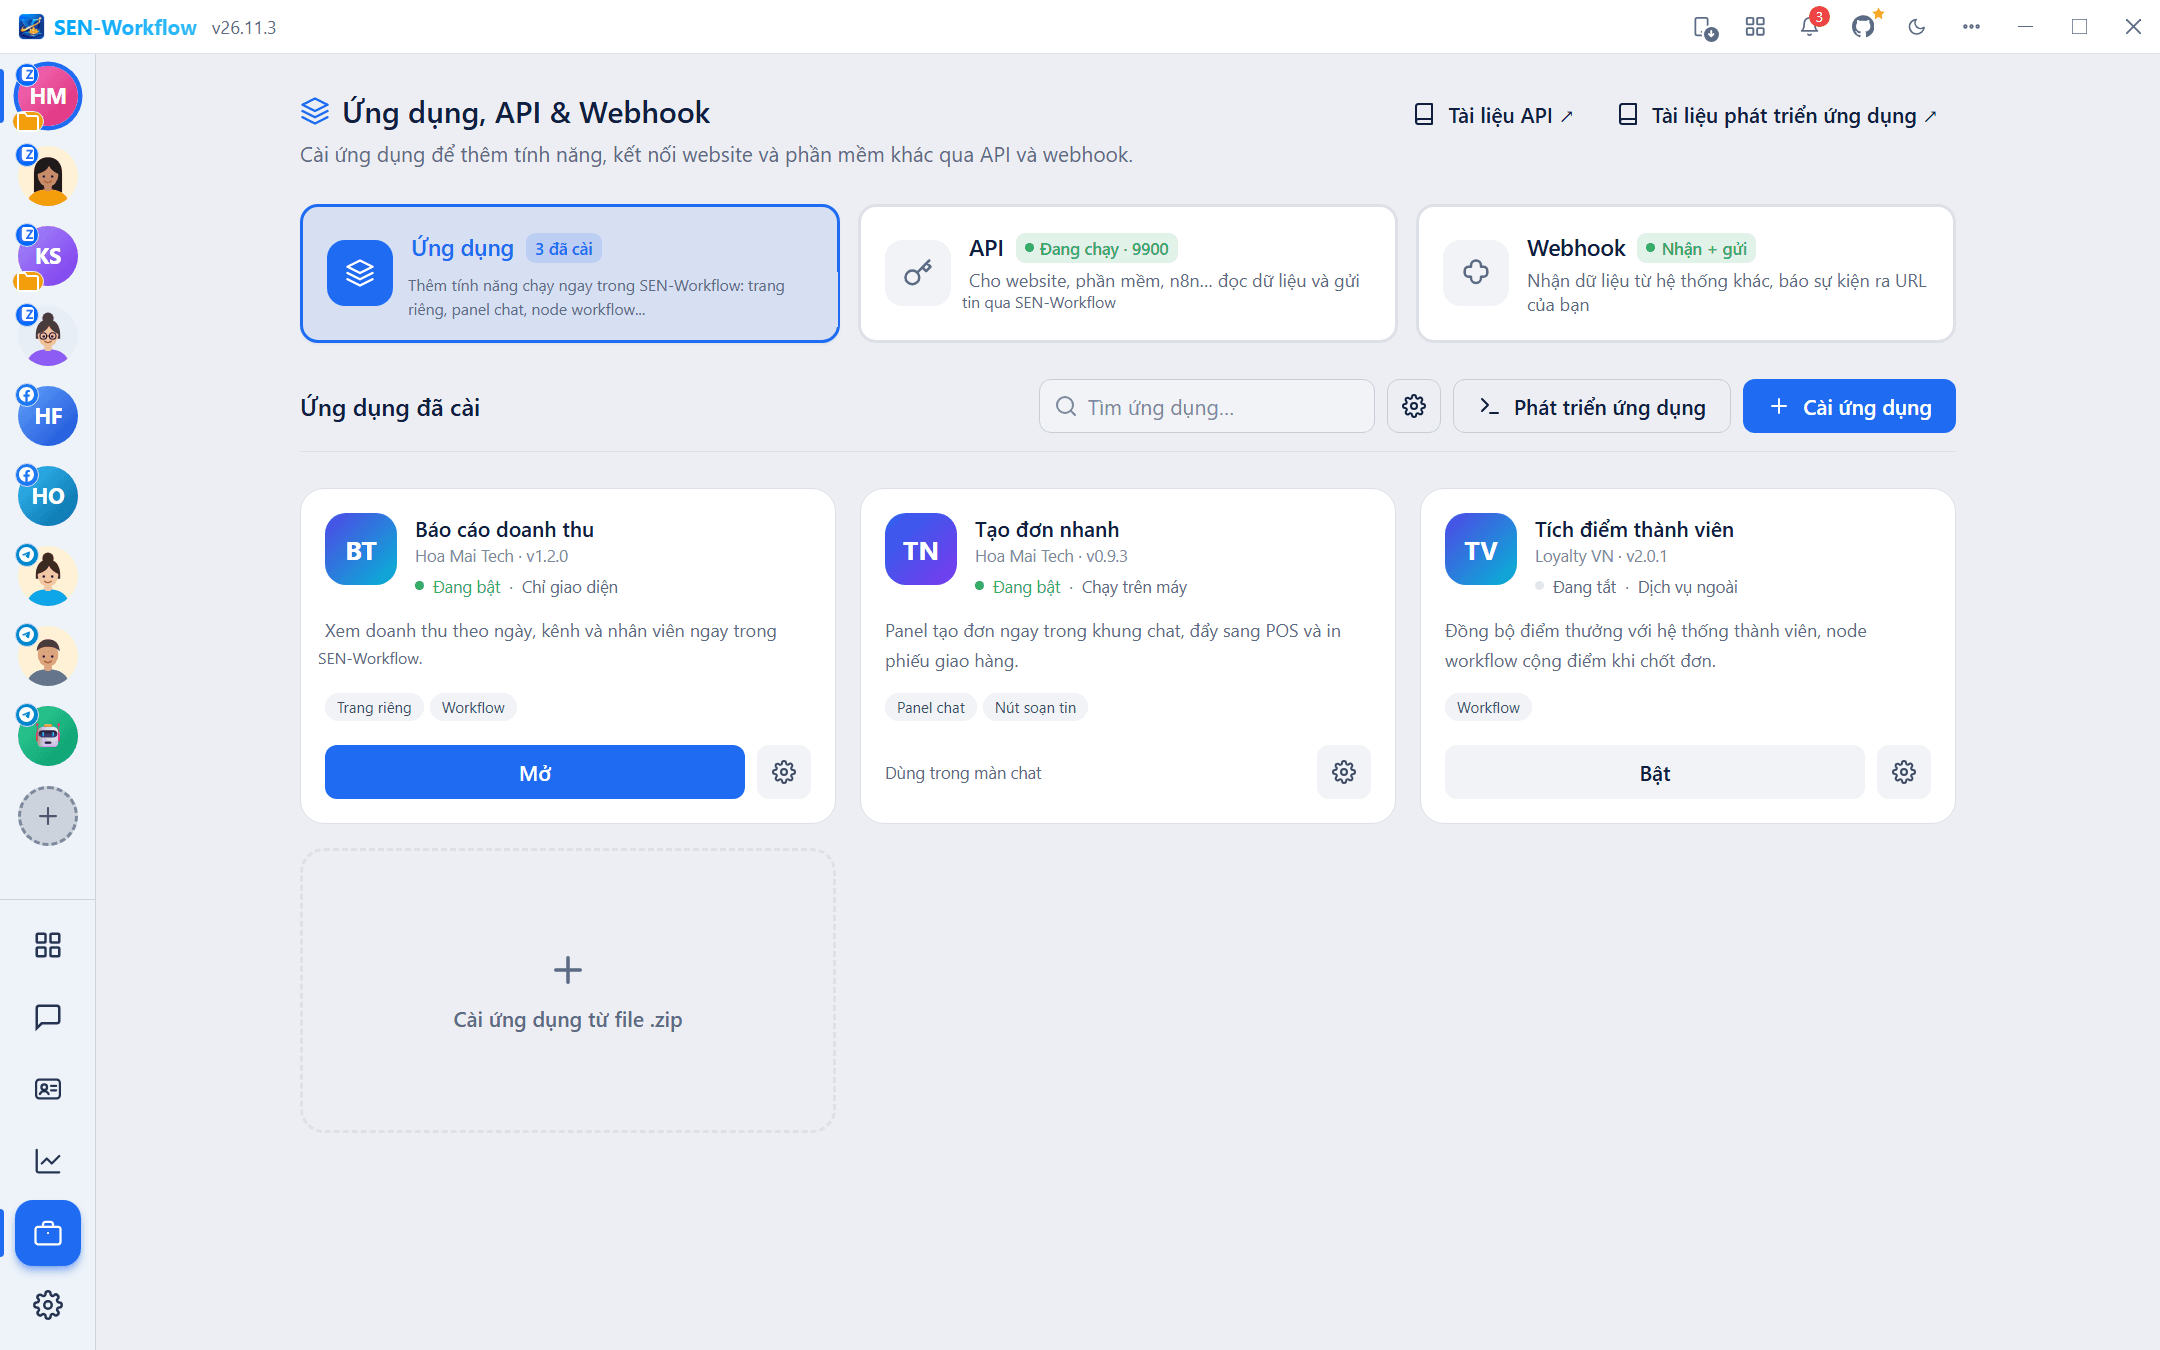 SEN-Workflow v26.11.3
3
HM
KS
HF
HO
Ứng dụng, API & Webhook
Cài ứng dụng để thêm tính năng, kết nối website và phần mềm khác qua API và webhook.
Tài liệu API ↗
Tài liệu phát triển ứng dụng ↗
Ứng dụng 3 đã cài
Thêm tính năng chạy ngay trong SEN-Workflow: trang
riêng, panel chat, node workflow...
API Đang chạy · 9900
Cho website, phần mềm, n8n... đọc dữ liệu và gửi
tin qua SEN-Workflow
Webhook Nhận + gửi
Nhận dữ liệu từ hệ thống khác, báo sự kiện ra URL
của bạn
Ứng dụng đã cài
Tìm ứng dụng...
Phát triển ứng dụng
Cài ứng dụng
BT
Báo cáo doanh thu
Hoa Mai Tech · v1.2.0
Đang bật · Chỉ giao diện
Xem doanh thu theo ngày, kênh và nhân viên ngay trong
SEN-Workflow.
Trang riêng
Workflow
Mở
TN
Tạo đơn nhanh
Hoa Mai Tech · v0.9.3
Đang bật · Chạy trên máy
Panel tạo đơn ngay trong khung chat, đẩy sang POS và in
phiếu giao hàng.
Panel chat
Nút soạn tin
Dùng trong màn chat
TV
Tích điểm thành viên
Loyalty VN · v2.0.1
Đang tắt · Dịch vụ ngoài
Đồng bộ điểm thưởng với hệ thống thành viên, node
workflow cộng điểm khi chốt đơn.
Workflow
Bật
Cài ứng dụng từ file .zip